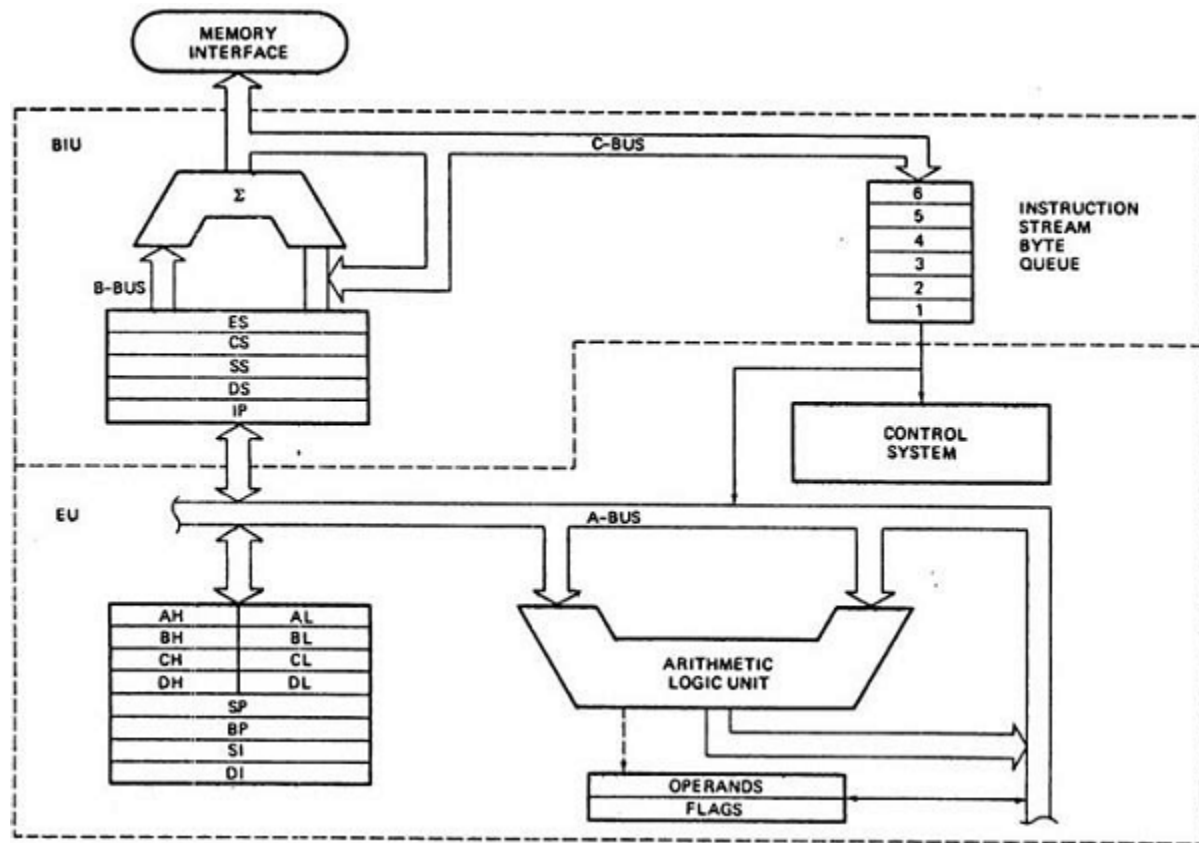 MEMORY
INTERFACE
BIU
C-BUS
Σ
6
5
4
3
2
1
INSTRUCTION
STREAM
BYTE
QUEUE
B-BUS
ES
CS
SS
DS
IP
CONTROL
SYSTEM
EU
A-BUS
AH AL
BH BL
CH CL
DH DL
SP
BP
SI
DI
ARITHMETIC
LOGIC UNIT
OPERANDS
FLAGS